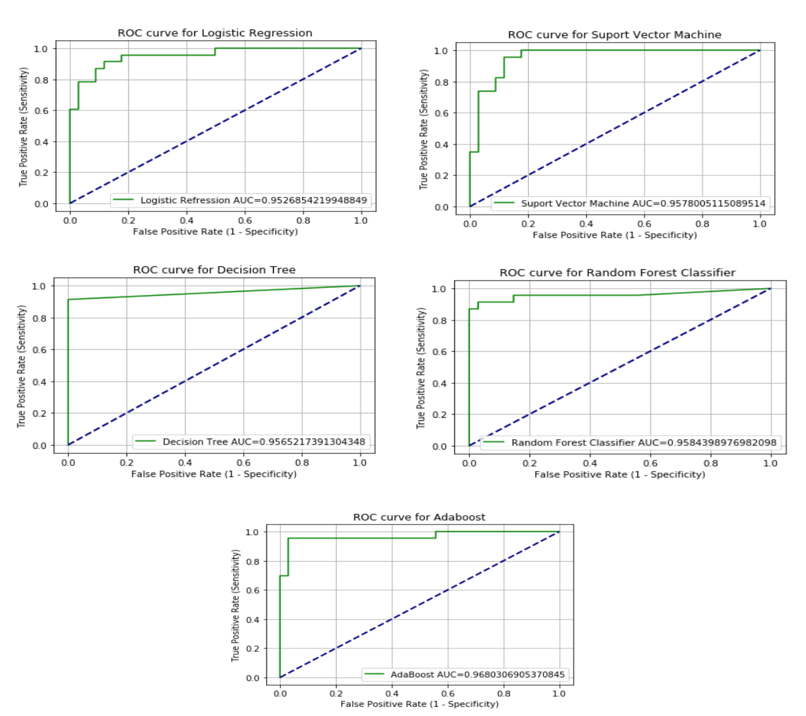 ROC curve for Logistic Regression
True Positive Rate (Sensitivity)
1.0
0.8
0.6
0.4
0.2
0.0
Logistic Refression AUC=0.9526854219948849
0.0 0.2 0.4 0.6 0.8 1.0
False Positive Rate (1 - Specificity)
ROC curve for Suport Vector Machine
True Positive Rate (Sensitivity)
1.0
0.8
0.6
0.4
0.2
0.0
Suport Vector Machine AUC=0.9578005115089514
0.0 0.2 0.4 0.6 0.8 1.0
False Positive Rate (1 - Specificity)
ROC curve for Decision Tree
True Positive Rate (Sensitivity)
1.0
0.8
0.6
0.4
0.2
0.0
Decision Tree AUC=0.9565217391304348
0.0 0.2 0.4 0.6 0.8 1.0
False Positive Rate (1 - Specificity)
ROC curve for Random Forest Classifier
True Positive Rate (Sensitivity)
1.0
0.8
0.6
0.4
0.2
0.0
Random Forest Classifier AUC=0.9584398976982098
0.0 0.2 0.4 0.6 0.8 1.0
False Positive Rate (1 - Specificity)
ROC curve for Adaboost
True Positive Rate (Sensitivity)
1.0
0.8
0.6
0.4
0.2
0.0
AdaBoost AUC=0.9680306905370845
0.0 0.2 0.4 0.6 0.8 1.0
False Positive Rate (1 - Specificity)